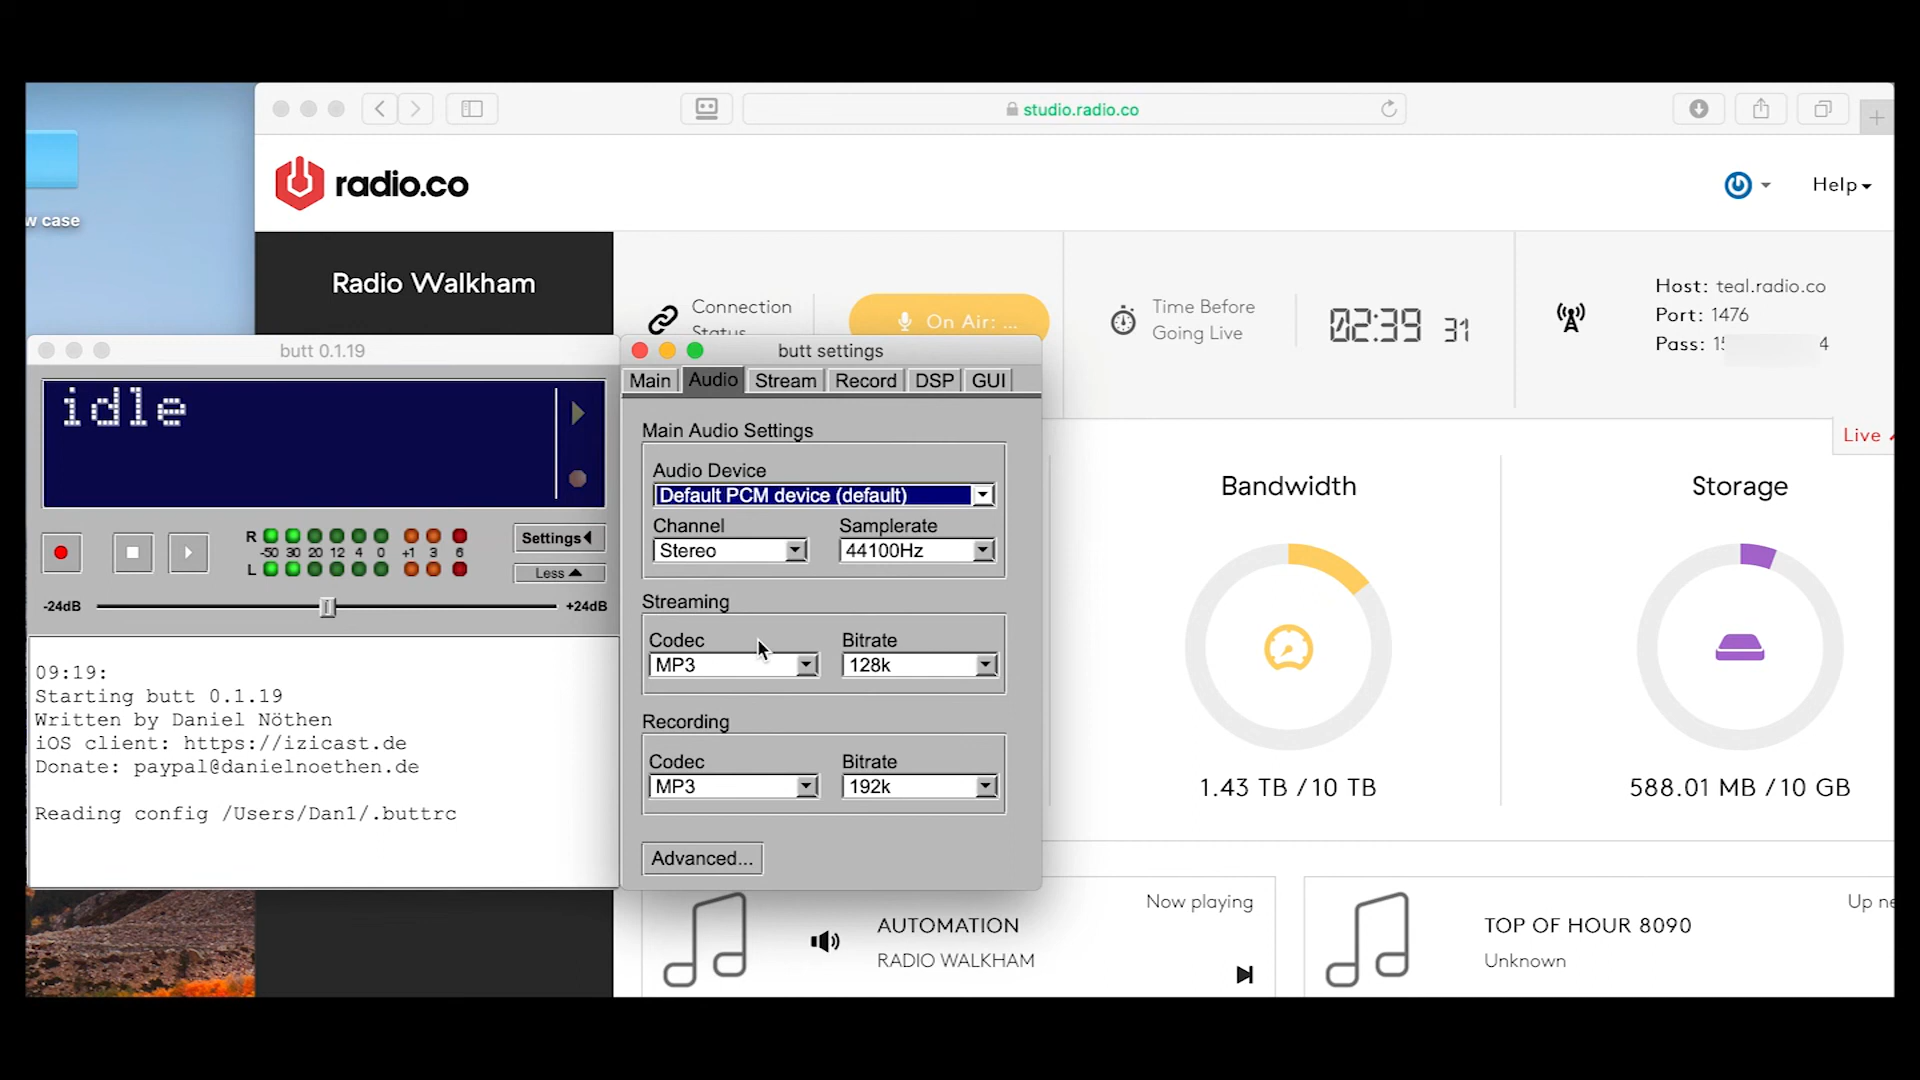 studio.radio.co
radio.co
Help
w case
Radio Walkham
Connection
Status
On Air: ...
Time Before
Going Live
02:39 31
Host: teal.radio.co
Port: 1476
Pass: 15 4
Live
butt 0.1.19
idle
R
-50 30 20 12 4 0 +1 3 6
L
Settings
Less
-24dB +24dB
09:19:
Starting butt 0.1.19
Written by Daniel Nöthen
iOS client: https://izicast.de
Donate: paypal@danielnoethen.de
Reading config /Users/Dan1/.buttrc
butt settings
Main Audio Stream Record DSP GUI
Main Audio Settings
Audio Device
Default PCM device (default)
Channel Samplerate
Stereo 44100Hz
Streaming
Codec Bitrate
MP3 128k
Recording
Codec Bitrate
MP3 192k
Advanced...
Bandwidth
1.43 TB /10 TB
Storage
588.01 MB /10 GB
Now playing
AUTOMATION
RADIO WALKHAM
Up ne
TOP OF HOUR 8090
Unknown